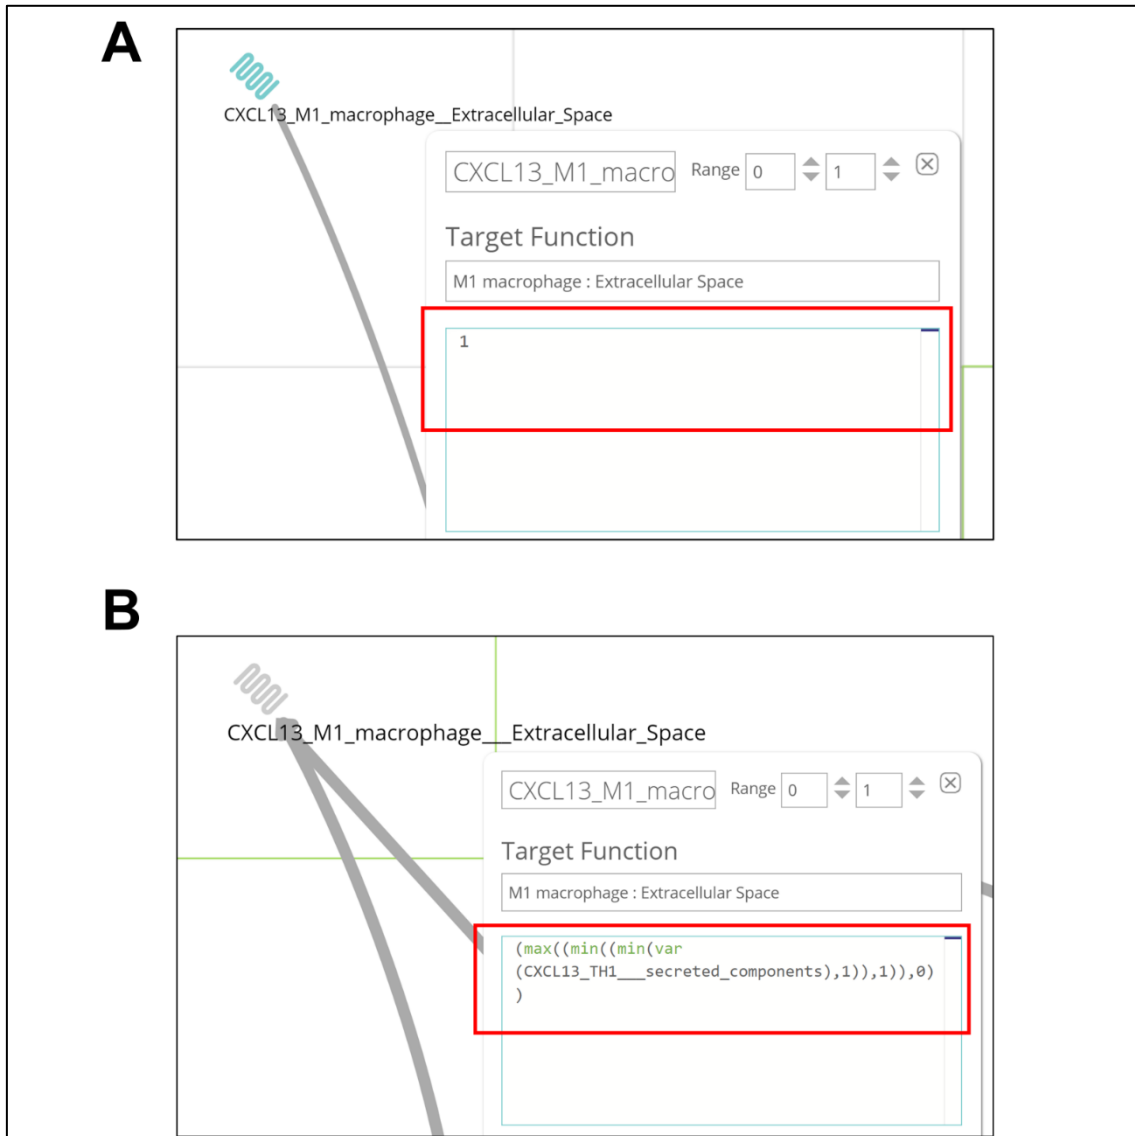 A
CXCL13_M1_macrophage__Extracellular_Space
CXCL13_M1_macro Range 0 1
Target Function
M1 macrophage : Extracellular Space
1
B
CXCL13_M1_macrophage___Extracellular_Space
CXCL13_M1_macro Range 0 1
Target Function
M1 macrophage : Extracellular Space
(max((min((min(var
(CXCL13_TH1___secreted_components),1)),1)),0)
)